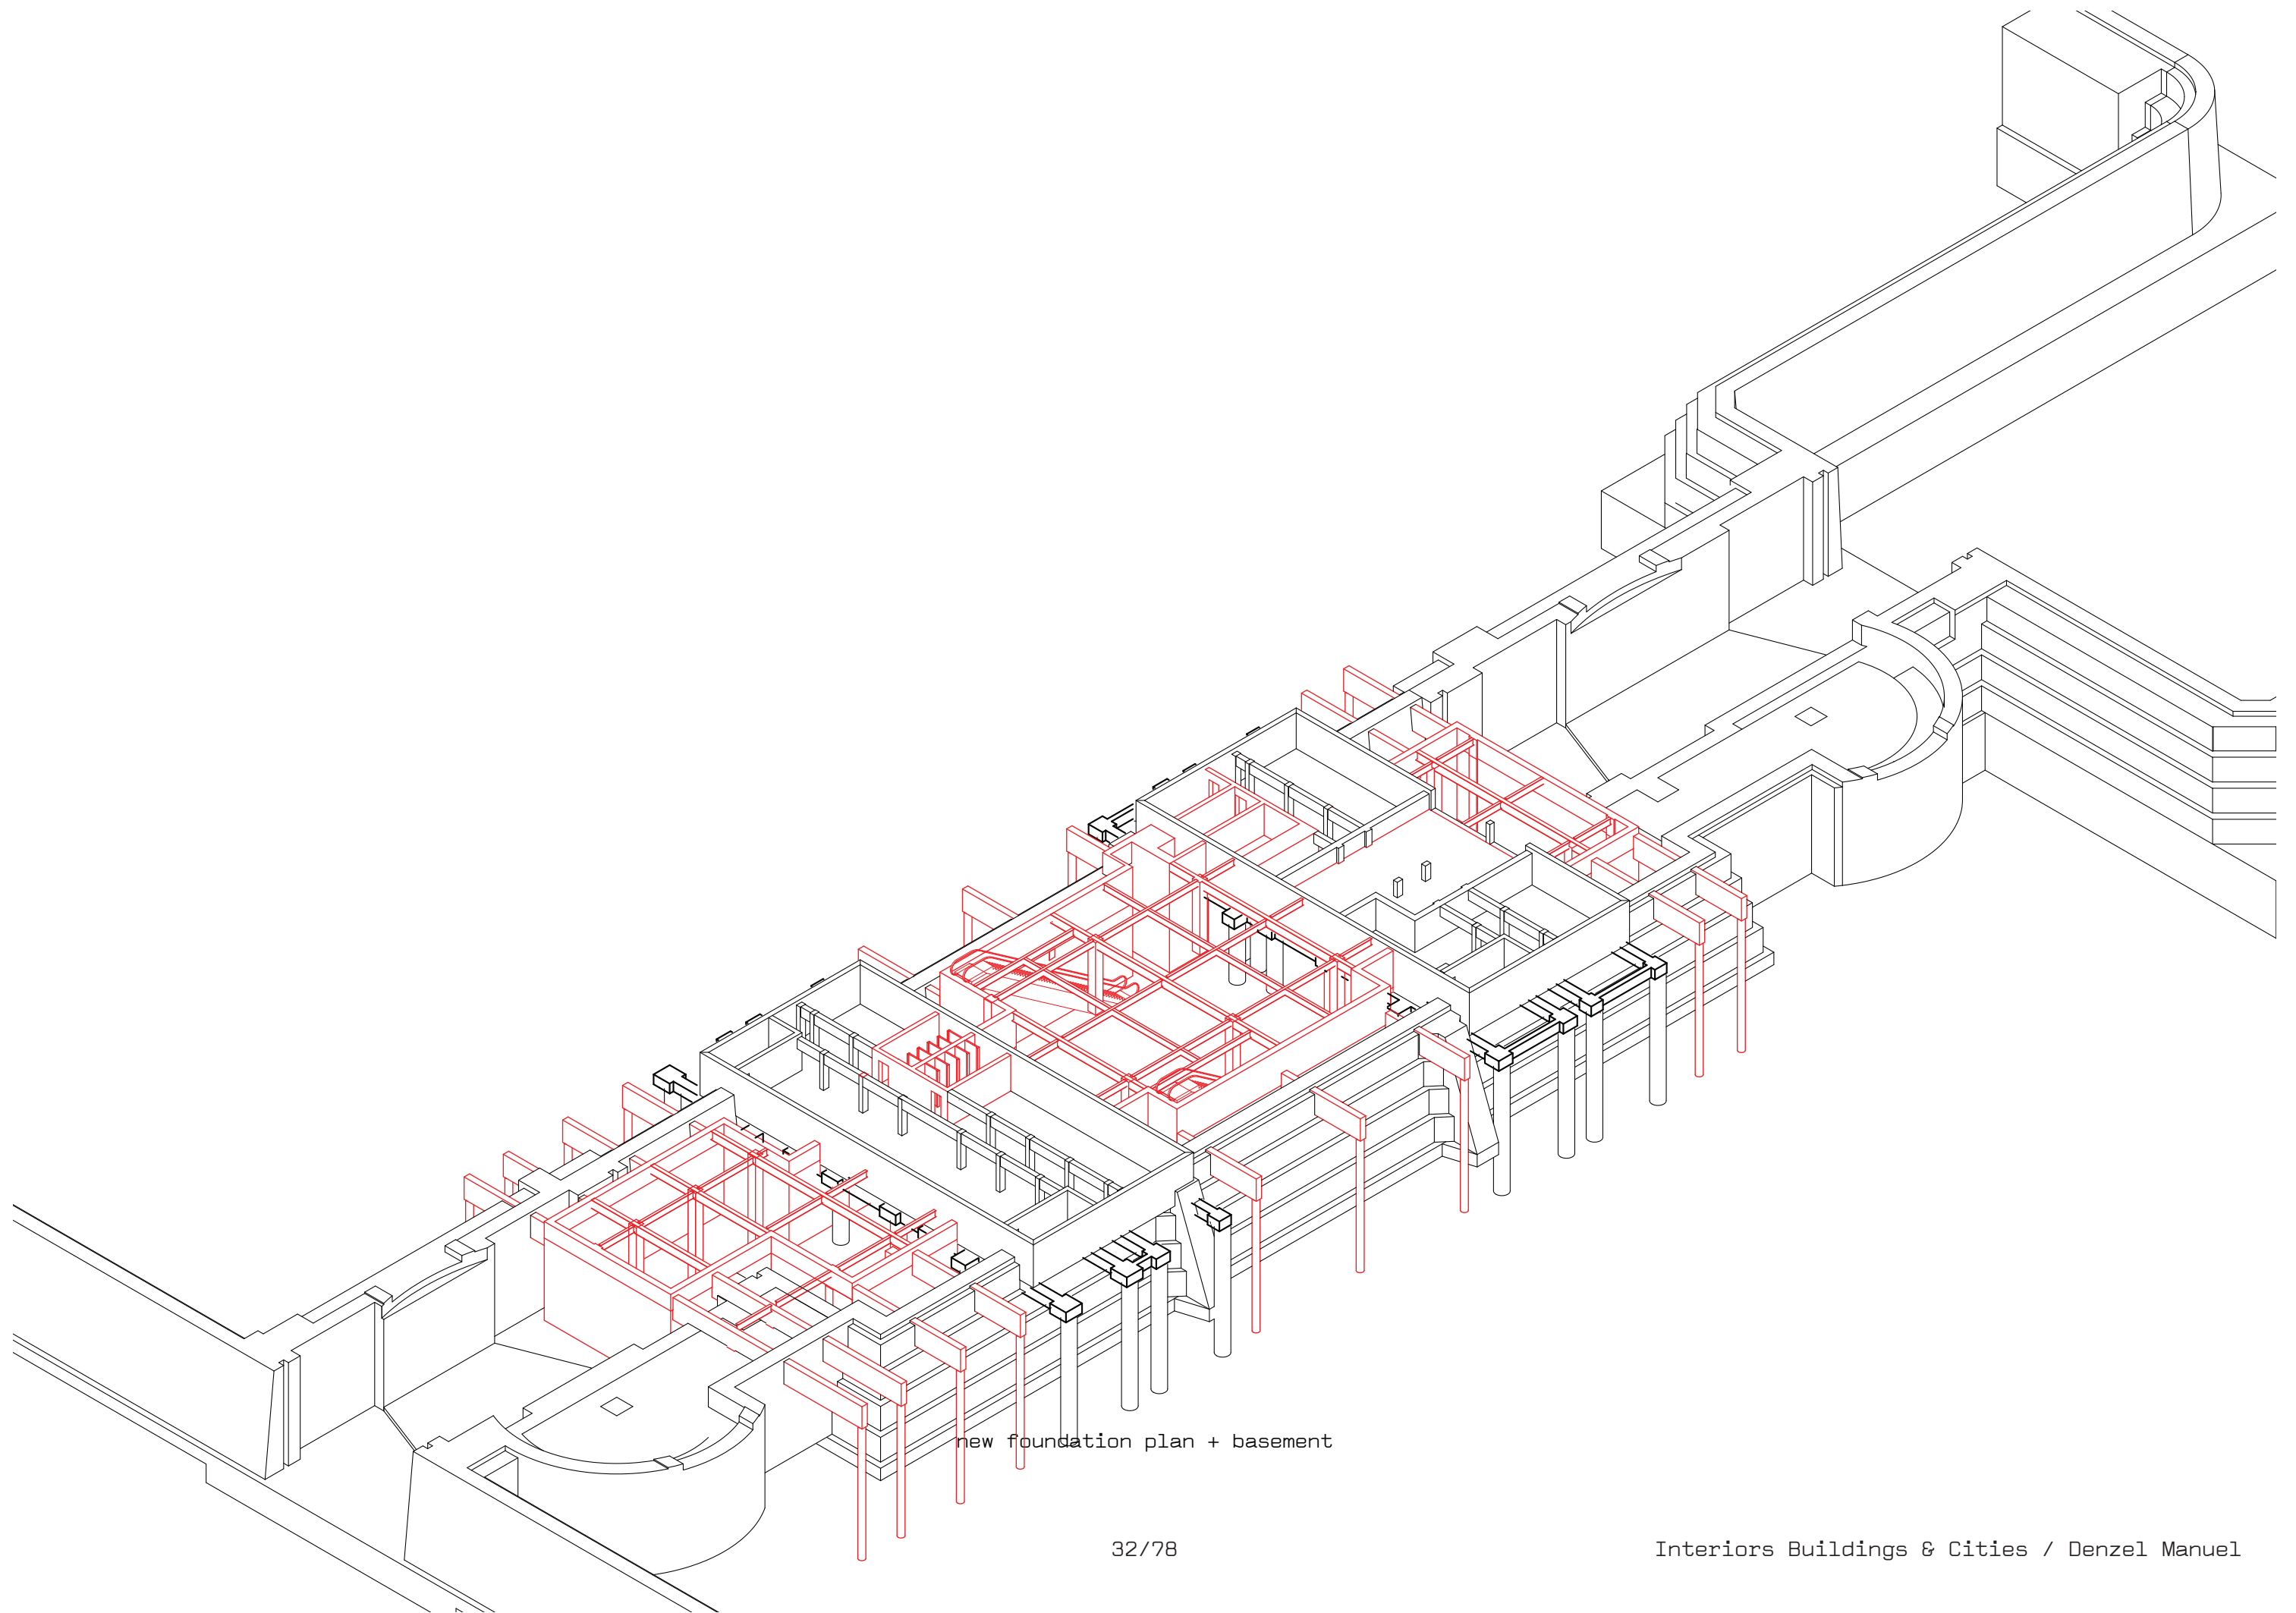 new foundation plan + basement
32/78
Interiors Buildings & Cities / Denzel Manuel